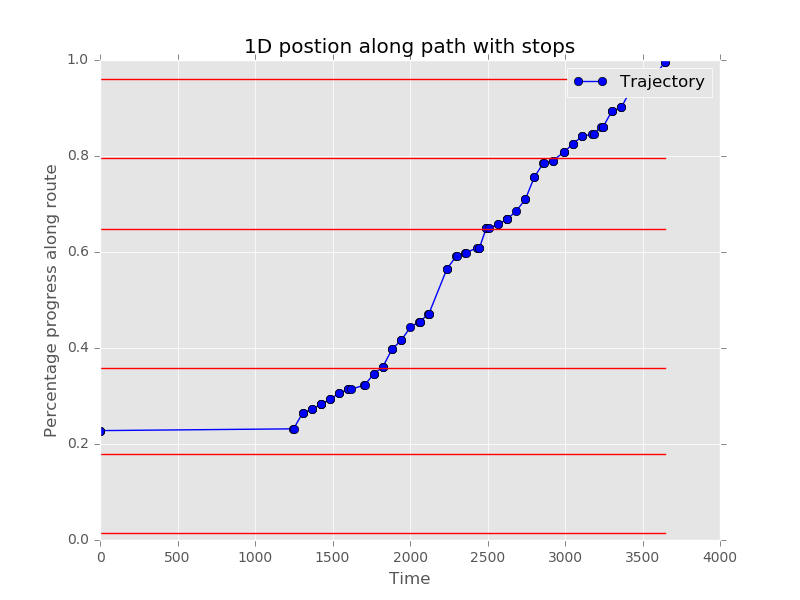 1D postion along path with stops
Trajectory
Percentage progress along route
1.0
0.8
0.6
0.4
0.2
0.0
0 500 1000 1500 2000 2500 3000 3500 4000
Time